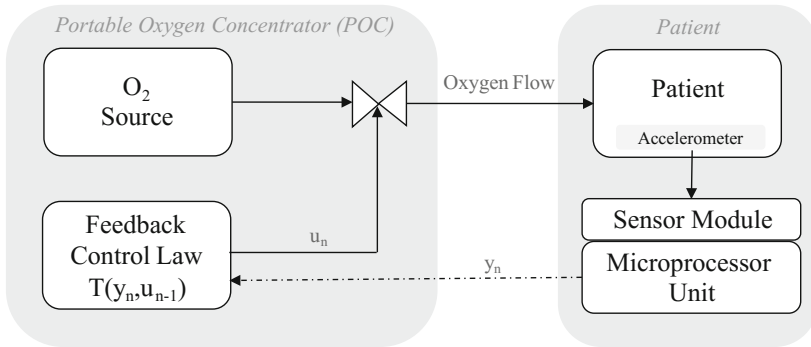 Portable Oxygen Concentrator (POC)
Patient
O₂
Source
Oxygen Flow
Patient
Accelerometer
Feedback
Control Law
T(yₙ,uₙ₋₁)
uₙ
yₙ
Sensor Module
Microprocessor
Unit